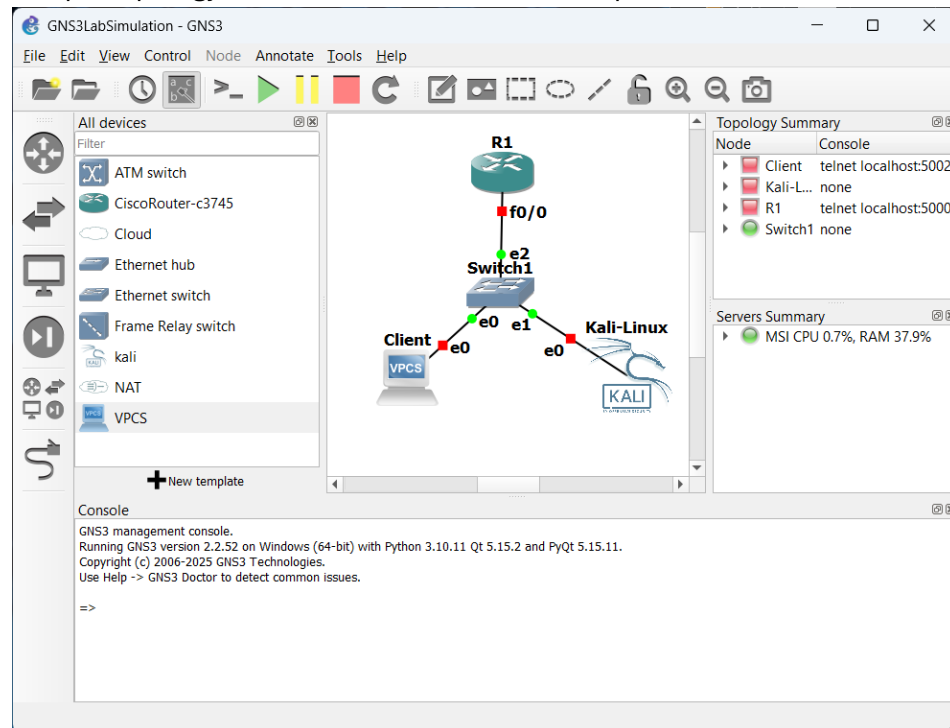 GNS3LabSimulation - GNS3
File Edit View Control Node Annotate Tools Help
All devices
Filter
ATM switch
CiscoRouter-c3745
Cloud
Ethernet hub
Ethernet switch
Frame Relay switch
kali
NAT
VPCS
New template
R1
f0/0
e2
Switch1
e0 e1
Client e0
VPCS
Kali-Linux
e0
KALI
Topology Summary
Node Console
Client telnet localhost:5002
Kali-L... none
R1 telnet localhost:5000
Switch1 none
Servers Summary
MSI CPU 0.7%, RAM 37.9%
Console
GNS3 management console.
Running GNS3 version 2.2.52 on Windows (64-bit) with Python 3.10.11 Qt 5.15.2 and PyQt 5.15.11.
Copyright (c) 2006-2025 GNS3 Technologies.
Use Help -> GNS3 Doctor to detect common issues.
=>